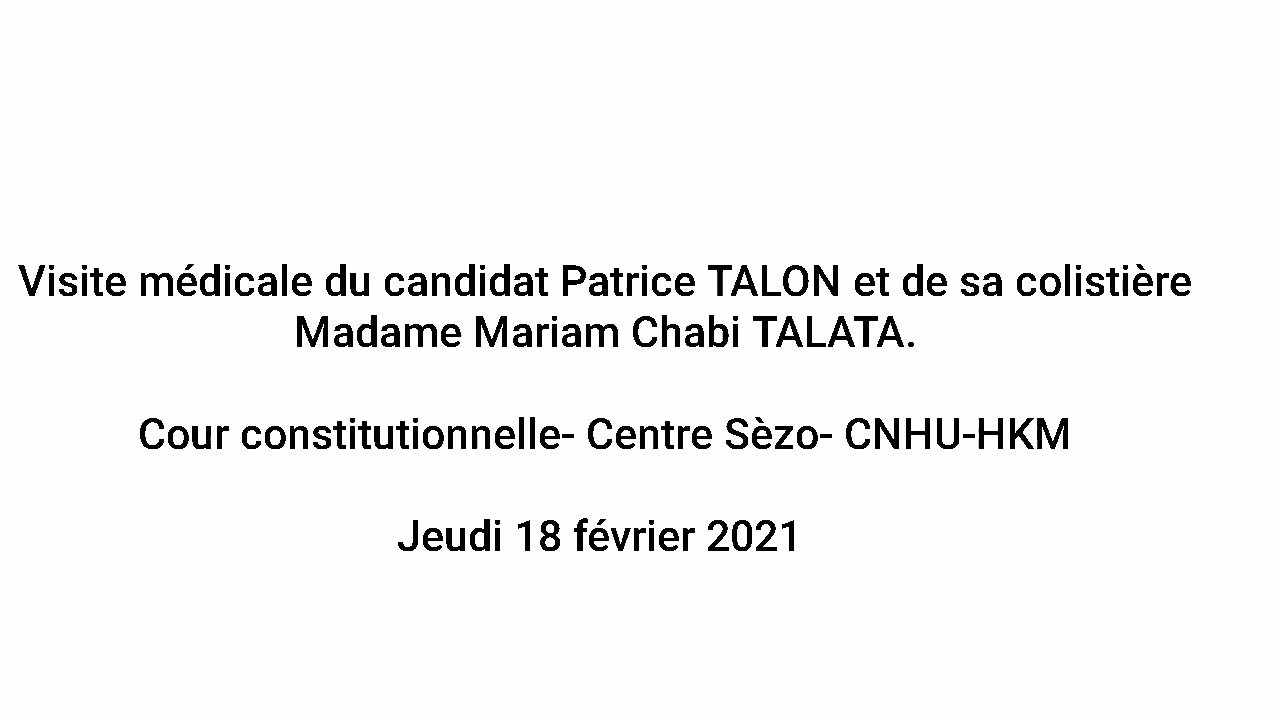 Visite médicale du candidat Patrice TALON et de sa colistière
Madame Mariam Chabi TALATA.
Cour constitutionnelle- Centre Sèzo- CNHU-HKM
Jeudi 18 février 2021